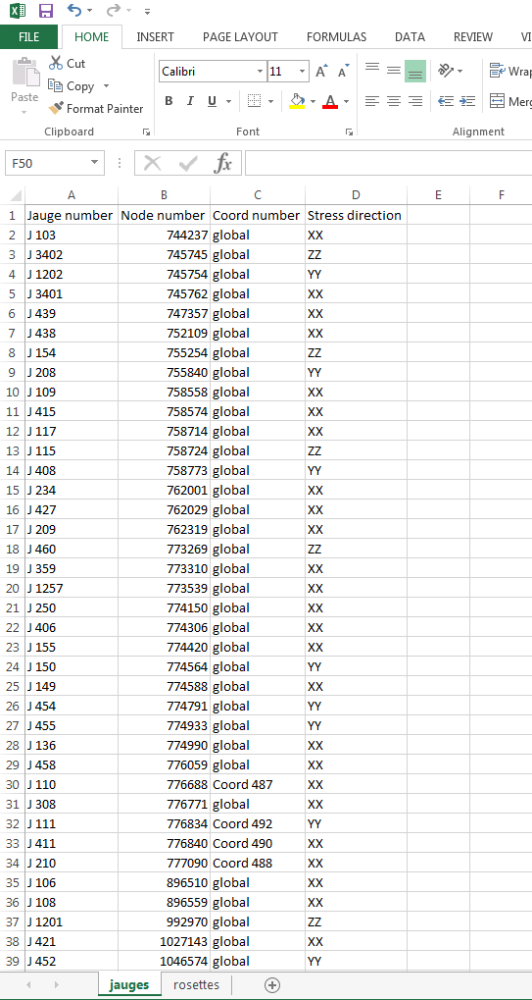 FILE HOME INSERT PAGE LAYOUT FORMULAS DATA REVIEW VI
Paste
Cut
Copy
Format Painter
Clipboard
Calibri 11 A A
B I U A
Font
Wrap
Merg
Alignment
F50 fx
A B C D E F
1 Jauge number Node number Coord number Stress direction
2 J 103 744237 global XX
3 J 3402 745745 global ZZ
4 J 1202 745754 global YY
5 J 3401 745762 global XX
6 J 439 747357 global XX
7 J 438 752109 global XX
8 J 154 755254 global ZZ
9 J 208 755840 global YY
10 J 109 758558 global XX
11 J 415 758574 global XX
12 J 117 758714 global XX
13 J 115 758724 global ZZ
14 J 408 758773 global YY
15 J 234 762001 global XX
16 J 427 762029 global XX
17 J 209 762319 global XX
18 J 460 773269 global ZZ
19 J 359 773310 global XX
20 J 1257 773539 global XX
21 J 250 774150 global XX
22 J 406 774306 global XX
23 J 155 774420 global XX
24 J 150 774564 global YY
25 J 149 774588 global XX
26 J 454 774791 global YY
27 J 455 774933 global YY
28 J 136 774990 global XX
29 J 458 776059 global XX
30 J 110 776688 Coord 487 XX
31 J 308 776771 global XX
32 J 111 776834 Coord 492 YY
33 J 411 776840 Coord 490 XX
34 J 210 777090 Coord 488 XX
35 J 106 896510 global XX
36 J 108 896559 global XX
37 J 1201 992970 global ZZ
38 J 421 1027143 global XX
39 J 452 1046574 global YY
jauges rosettes